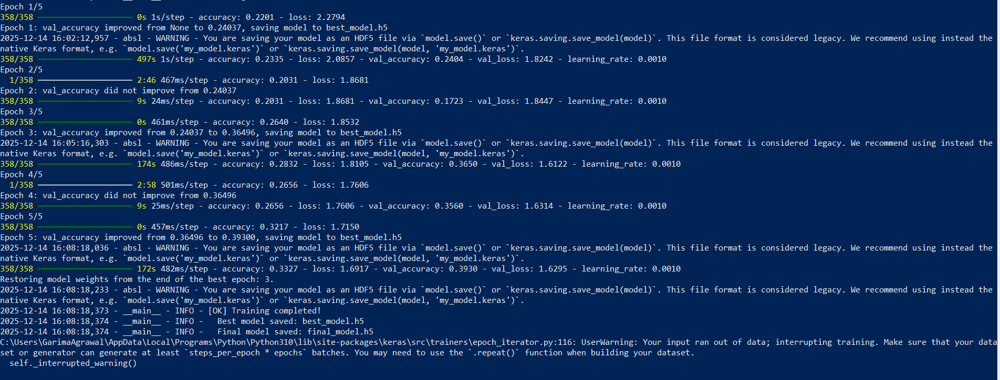 Epoch 1/5
358/358 ━━━━━━━━━━━━━━━━━━━━ 0s 1s/step - accuracy: 0.2201 - loss: 2.2794
Epoch 1: val_accuracy improved from None to 0.24037, saving model to best_model.h5
2025-12-14 16:02:12,957 - absl - WARNING - You are saving your model as an HDF5 file via `model.save()` or `keras.saving.save_model(model)`. This file format is considered legacy. We recommend using instead the
native Keras format, e.g. `model.save('my_model.keras')` or `keras.saving.save_model(model, 'my_model.keras')`.
358/358 ━━━━━━━━━━━━━━━━━━━━ 497s 1s/step - accuracy: 0.2335 - loss: 2.0857 - val_accuracy: 0.2404 - val_loss: 1.8242 - learning_rate: 0.0010
Epoch 2/5
1/358 ━━━━━━━━━━━━━━━━━━━━ 2:46 467ms/step - accuracy: 0.2031 - loss: 1.8681
Epoch 2: val_accuracy did not improve from 0.24037
358/358 ━━━━━━━━━━━━━━━━━━━━ 9s 24ms/step - accuracy: 0.2031 - loss: 1.8681 - val_accuracy: 0.1723 - val_loss: 1.8447 - learning_rate: 0.0010
Epoch 3/5
358/358 ━━━━━━━━━━━━━━━━━━━━ 0s 461ms/step - accuracy: 0.2640 - loss: 1.8532
Epoch 3: val_accuracy improved from 0.24037 to 0.36496, saving model to best_model.h5
2025-12-14 16:05:16,303 - absl - WARNING - You are saving your model as an HDF5 file via `model.save()` or `keras.saving.save_model(model)`. This file format is considered legacy. We recommend using instead the
native Keras format, e.g. `model.save('my_model.keras')` or `keras.saving.save_model(model, 'my_model.keras')`.
358/358 ━━━━━━━━━━━━━━━━━━━━ 174s 486ms/step - accuracy: 0.2832 - loss: 1.8105 - val_accuracy: 0.3650 - val_loss: 1.6122 - learning_rate: 0.0010
Epoch 4/5
1/358 ━━━━━━━━━━━━━━━━━━━━ 2:58 501ms/step - accuracy: 0.2656 - loss: 1.7606
Epoch 4: val_accuracy did not improve from 0.36496
358/358 ━━━━━━━━━━━━━━━━━━━━ 9s 25ms/step - accuracy: 0.2656 - loss: 1.7606 - val_accuracy: 0.3560 - val_loss: 1.6314 - learning_rate: 0.0010
Epoch 5/5
358/358 ━━━━━━━━━━━━━━━━━━━━ 0s 457ms/step - accuracy: 0.3217 - loss: 1.7150
Epoch 5: val_accuracy improved from 0.36496 to 0.39300, saving model to best_model.h5
2025-12-14 16:08:18,036 - absl - WARNING - You are saving your model as an HDF5 file via `model.save()` or `keras.saving.save_model(model)`. This file format is considered legacy. We recommend using instead the
native Keras format, e.g. `model.save('my_model.keras')` or `keras.saving.save_model(model, 'my_model.keras')`.
358/358 ━━━━━━━━━━━━━━━━━━━━ 172s 482ms/step - accuracy: 0.3327 - loss: 1.6917 - val_accuracy: 0.3930 - val_loss: 1.6295 - learning_rate: 0.0010
Restoring model weights from the end of the best epoch: 3.
2025-12-14 16:08:18,233 - absl - WARNING - You are saving your model as an HDF5 file via `model.save()` or `keras.saving.save_model(model)`. This file format is considered legacy. We recommend using instead the
native Keras format, e.g. `model.save('my_model.keras')` or `keras.saving.save_model(model, 'my_model.keras')`.
2025-12-14 16:08:18,373 - __main__ - INFO - [OK] Training completed!
2025-12-14 16:08:18,374 - __main__ - INFO -   Best model saved: best_model.h5
2025-12-14 16:08:18,374 - __main__ - INFO -   Final model saved: final_model.h5
C:\Users\GarimaAgrawal\AppData\Local\Programs\Python\Python310\lib\site-packages\keras\src\trainers\epoch_iterator.py:116: UserWarning: Your input ran out of data; interrupting training. Make sure that your data
set or generator can generate at least `steps_per_epoch * epochs` batches. You may need to use the `.repeat()` function when building your dataset.
self._interrupted_warning()